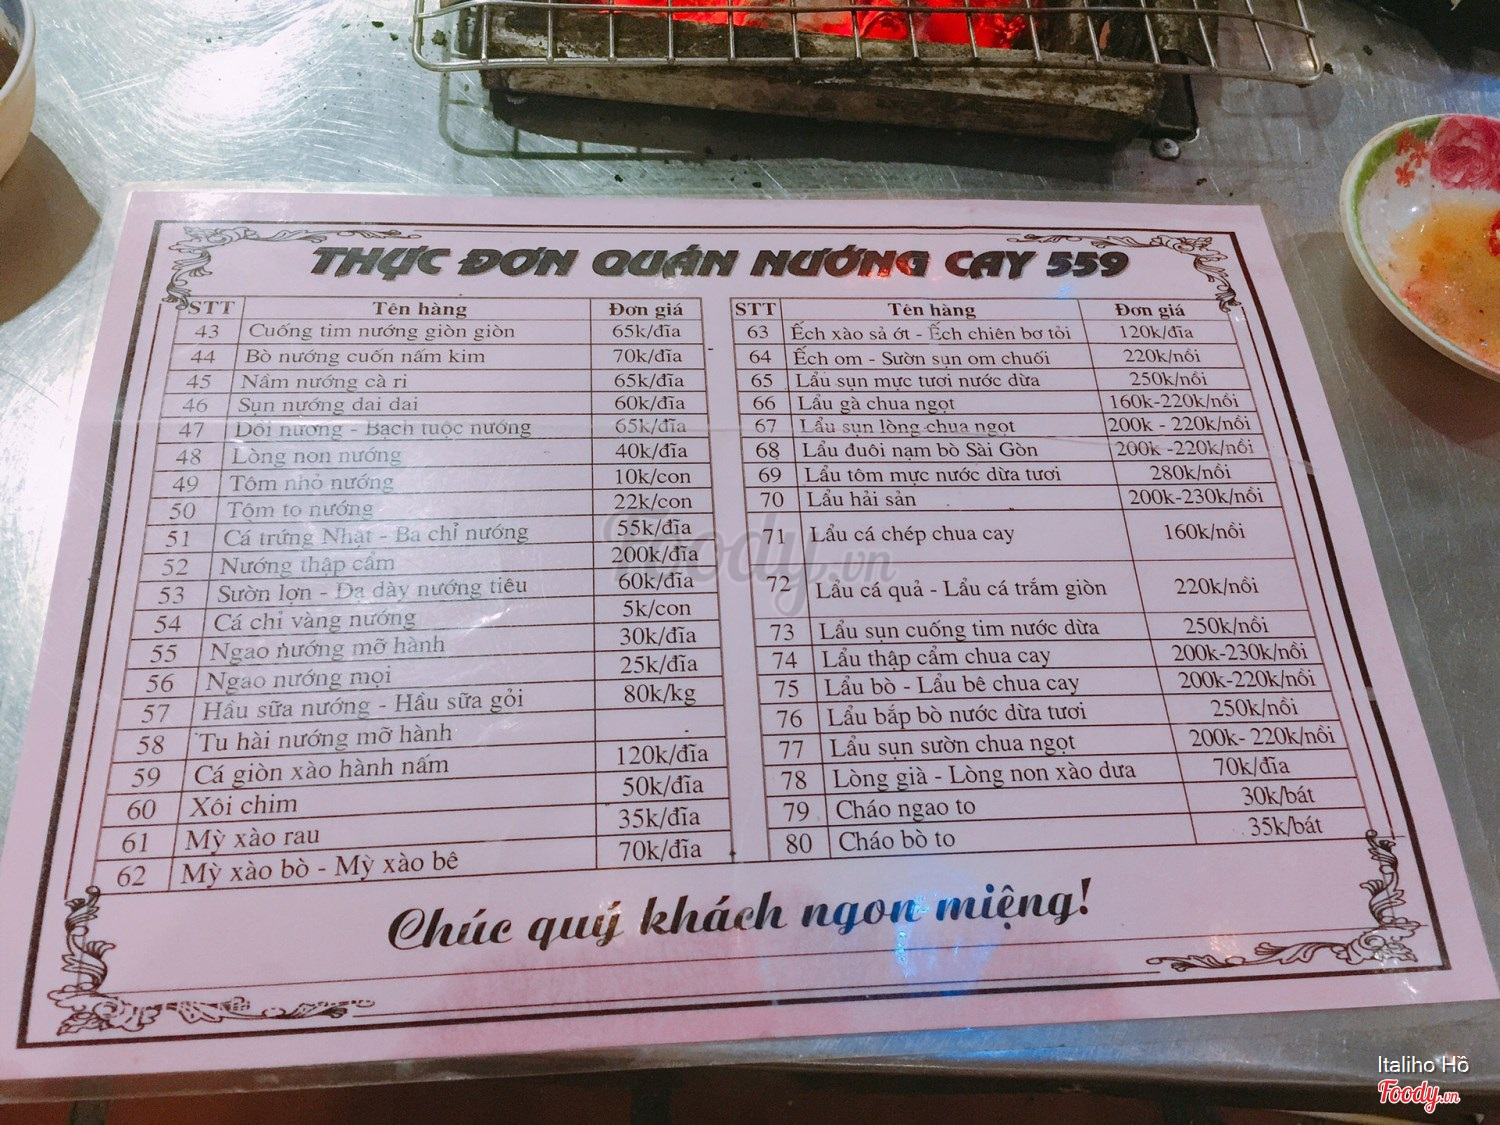 THỰC ĐƠN QUÁN NƯỚNG CAY 559
STT Tên hàng Đơn giá
43 Cuống tim nướng giòn giòn 65k/đĩa
44 Bò nướng cuốn nấm kim 70k/đĩa
45 Nầm nướng cà ri 65k/đĩa
46 Sụn nướng dai dai 60k/đĩa
47 Dồi nướng - Bạch tuộc nướng 65k/đĩa
48 Lòng non nướng 40k/đĩa
49 Tôm nhỏ nướng 10k/con
50 Tôm to nướng 22k/con
51 Cá trứng Nhật - Ba chỉ nướng 55k/đĩa
52 Nướng thập cẩm 200k/đĩa
53 Sườn lợn - Dạ dày nướng tiêu 60k/đĩa
54 Cá chỉ vàng nướng 5k/con
55 Ngao nướng mỡ hành 30k/đĩa
56 Ngao nướng mọi 25k/đĩa
57 Hầu sữa nướng - Hầu sữa gỏi 80k/kg
58 Tu hài nướng mỡ hành
59 Cá giòn xào hành nấm 120k/đĩa
60 Xôi chim 50k/đĩa
61 Mỳ xào rau 35k/đĩa
62 Mỳ xào bò - Mỳ xào bê 70k/đĩa
STT Tên hàng Đơn giá
63 Ếch xào sả ớt - Ếch chiên bơ tỏi 120k/đĩa
64 Ếch om - Sườn sụn om chuối 220k/nồi
65 Lẩu sụn mực tươi nước dừa 250k/nồi
66 Lẩu gà chua ngọt 160k-220k/nồi
67 Lẩu sụn lòng chua ngọt 200k - 220k/nồi
68 Lẩu đuôi nạm bò Sài Gòn 200k -220k/nồi
69 Lẩu tôm mực nước dừa tươi 280k/nồi
70 Lẩu hải sản 200k-230k/nồi
71 Lẩu cá chép chua cay 160k/nồi
72 Lẩu cá quả - Lẩu cá trắm giòn 220k/nồi
73 Lẩu sụn cuống tim nước dừa 250k/nồi
74 Lẩu thập cẩm chua cay 200k-230k/nồi
75 Lẩu bò - Lẩu bê chua cay 200k-220k/nồi
76 Lẩu bắp bò nước dừa tươi 250k/nồi
77 Lẩu sụn sườn chua ngọt 200k- 220k/nồi
78 Lòng già - Lòng non xào dưa 70k/đĩa
79 Cháo ngao to 30k/bát
80 Cháo bò to 35k/bát
Chúc quý khách ngon miệng!
Foody.vn
Italiho Hồ
Foody.vn